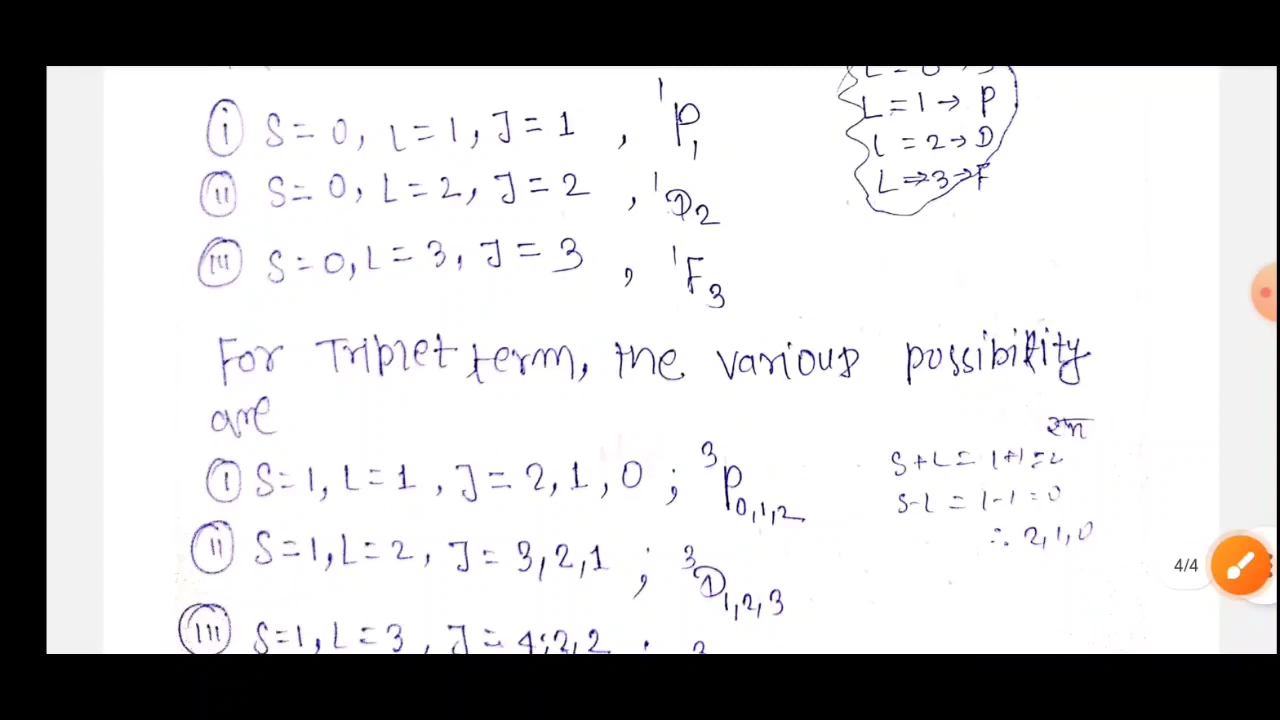 L = 1 → P
(i) S = 0, L = 1, J = 1 , ¹P₁
l = 2 → D
(ii) S = 0, L = 2, J = 2 , ¹D₂
L ⇒ 3 → F
(iii) S = 0, L = 3, J = 3 , ¹F₃
For Triplet term, the various possibility
are
(i) S = 1, L = 1 , J = 2, 1, 0 ; ³P₀,₁,₂
S + L = 1 + 1 = 2
S - L = 1 - 1 = 0
∴ 2, 1, 0
(ii) S = 1, L = 2, J = 3, 2, 1 ; ³D₁,₂,₃
4/4
(iii) S = 1, L = 3 , J =